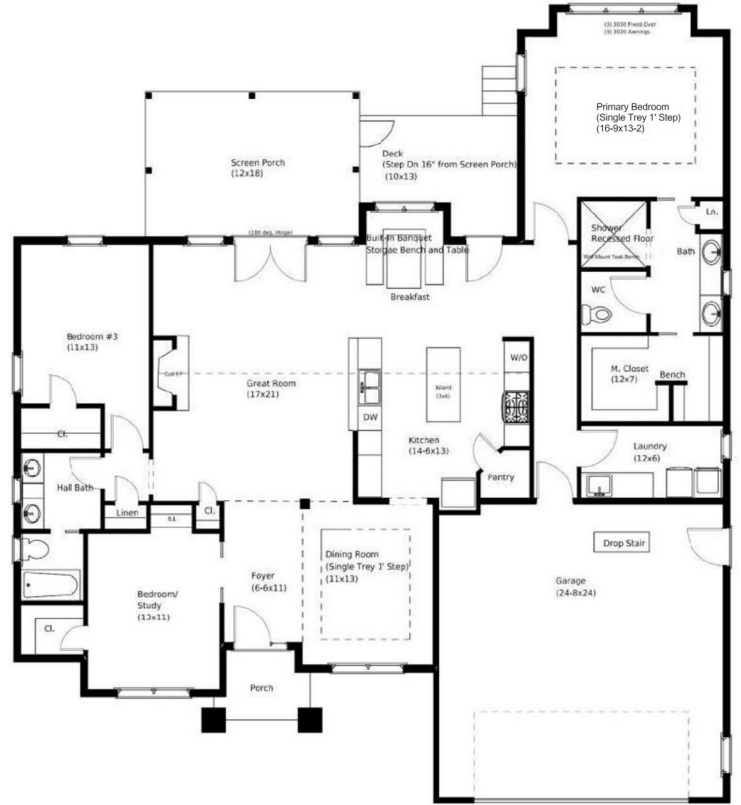 (3) 3030 Fixed Over
(3) 3020 Awnings
Primary Bedroom
(Single Trey 1' Step)
(16-9x13-2)
Screen Porch
(12x18)
Deck
(Step Dn 16" from Screen Porch)
(10x13)
(180 deg. Hinge)
Built-in Banquet
Storgae Bench and Table
Breakfast
Shower
Recessed Floor
Wall Mount Teak Bench
Ln.
Bath
WC
Bedroom #3
(11x13)
Great Room
(17x21)
Island
(3x6)
W/O
M. Closet
(12x7)
Bench
DW
Kitchen
(14-6x13)
Pantry
Laundry
(12x6)
Cl.
Hall Bath
Linen
Cl.
Drop Stair
Garage
(24-8x24)
Dining Room
(Single Trey 1' Step)
(11x13)
Foyer
(6-6x11)
Bedroom/
Study
(13x11)
Cl.
Porch